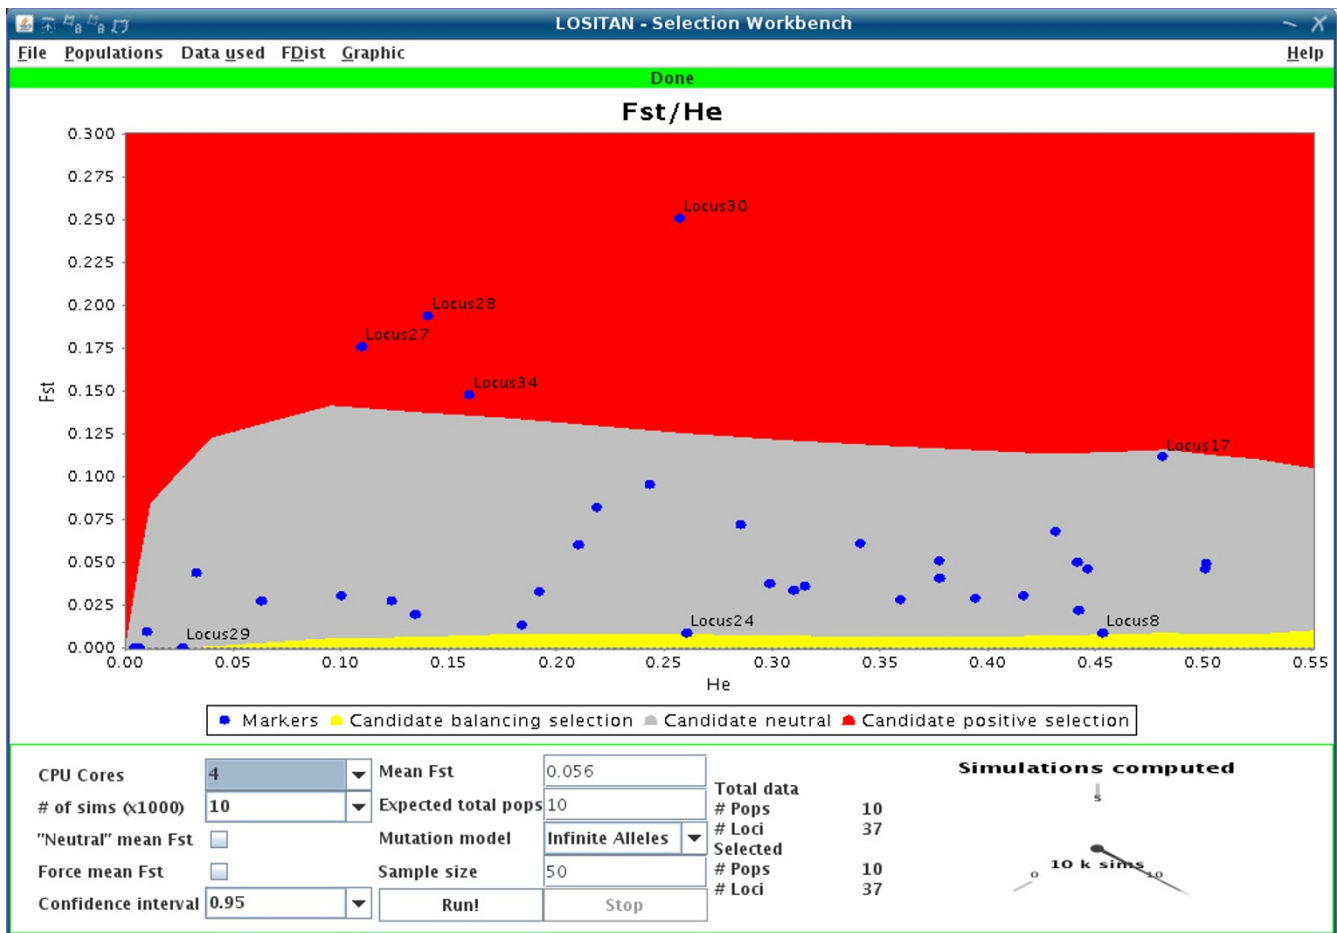 LOSITAN - Selection Workbench
File Populations Data used FDist Graphic Help
Done
Fst/He
0.300
0.275
0.250
0.225
0.200
0.175
0.150
0.125
0.100
0.075
0.050
0.025
0.000
Fst
Locus30
Locus28
Locus27
Locus34
Locus17
Locus29
Locus24
Locus8
0.00 0.05 0.10 0.15 0.20 0.25 0.30 0.35 0.40 0.45 0.50 0.55
He
Markers Candidate balancing selection Candidate neutral Candidate positive selection
CPU Cores 4
# of sims (x1000) 10
"Neutral" mean Fst
Force mean Fst
Confidence interval 0.95
Mean Fst 0.056
Expected total pops 10
Mutation model Infinite Alleles
Sample size 50
Run! Stop
Total data
# Pops 10
# Loci 37
Selected
# Pops 10
# Loci 37
Simulations computed
5
10 k sims
0 10